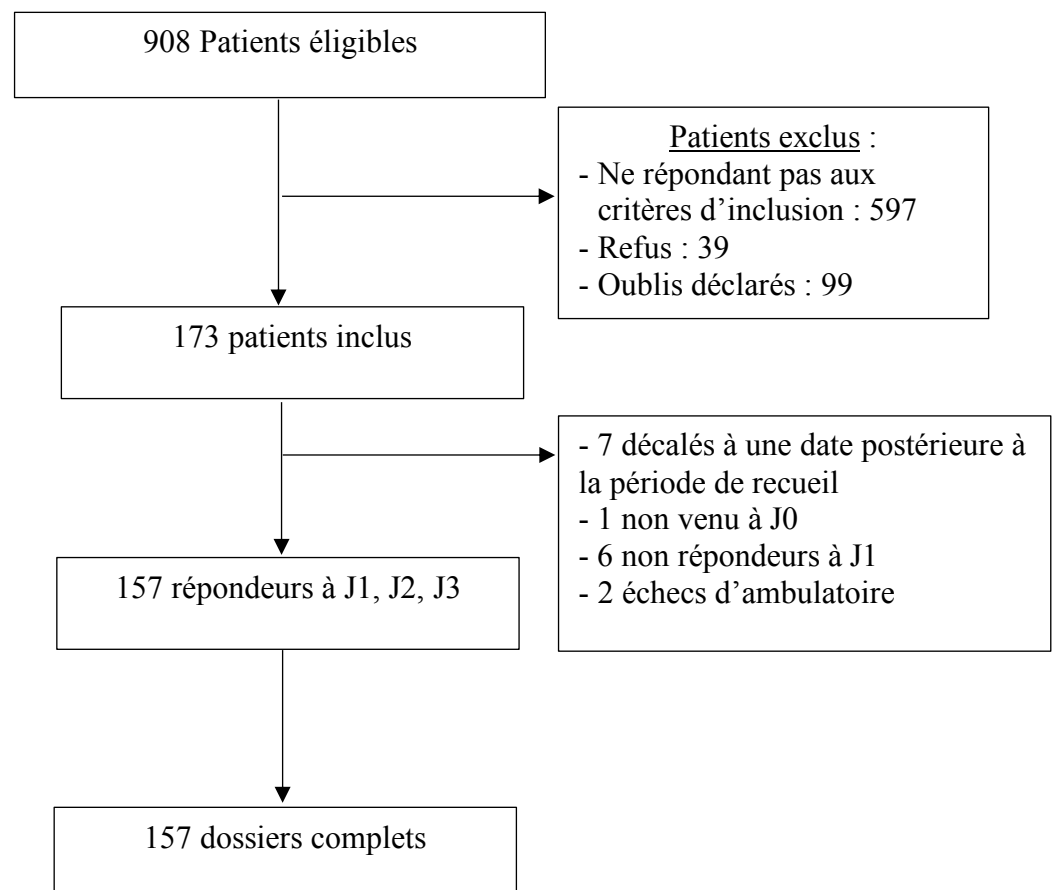 908 Patients éligibles
Patients exclus :
- Ne répondant pas aux
critères d’inclusion : 597
- Refus : 39
- Oublis déclarés : 99
173 patients inclus
- 7 décalés à une date postérieure à
la période de recueil
- 1 non venu à J0
- 6 non répondeurs à J1
- 2 échecs d’ambulatoire
157 répondeurs à J1, J2, J3
157 dossiers complets